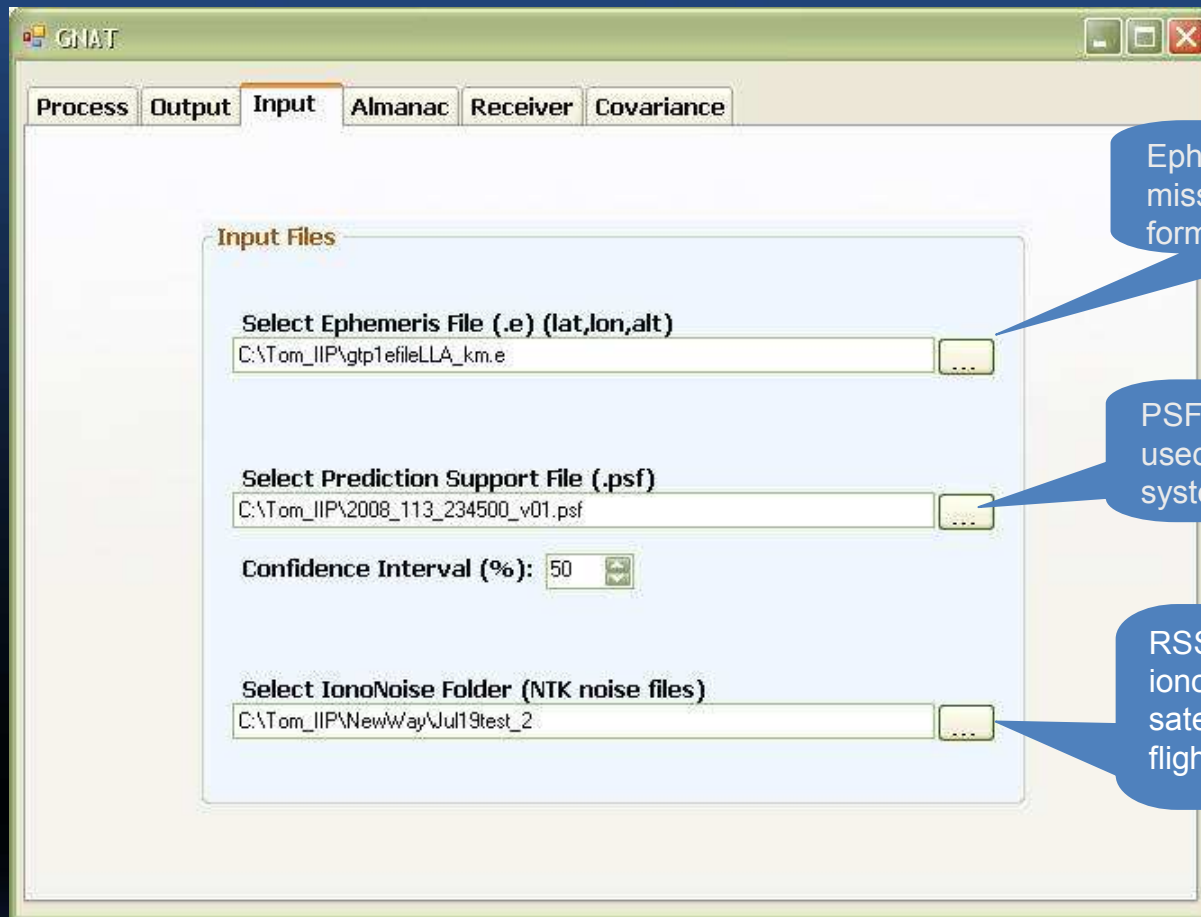 GNAT
Process Output Input Almanac Receiver Covariance
Input Files
Select Ephemeris File (.e) (lat,lon,alt)
C:\Tom_IIP\gtp1efileLLA_km.e
...
Select Prediction Support File (.psf)
C:\Tom_IIP\2008_113_234500_v01.psf
...
Confidence Interval (%): 50
Select IonoNoise Folder (NTK noise files)
C:\Tom_IIP\NewWay\Jul19test_2
...
PSF